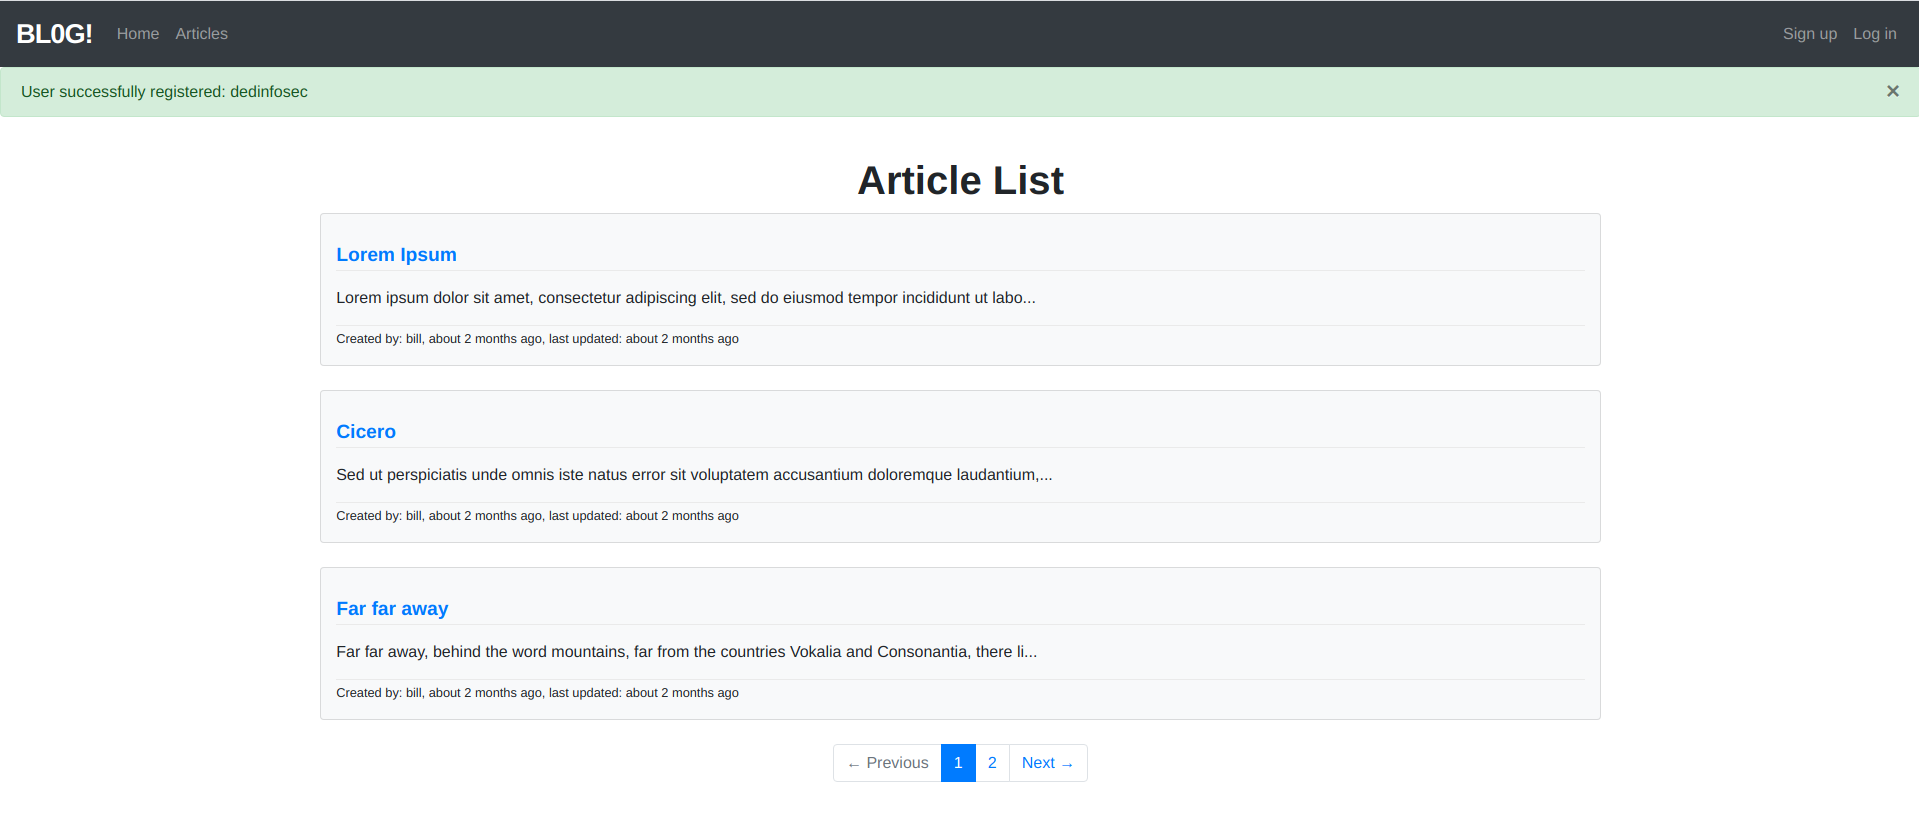 BL0G! Home Articles Sign up Log in
User successfully registered: dedinfosec ×
Article List
Lorem Ipsum
Lorem ipsum dolor sit amet, consectetur adipiscing elit, sed do eiusmod tempor incididunt ut labo...
Created by: bill, about 2 months ago, last updated: about 2 months ago
Cicero
Sed ut perspiciatis unde omnis iste natus error sit voluptatem accusantium doloremque laudantium,...
Created by: bill, about 2 months ago, last updated: about 2 months ago
Far far away
Far far away, behind the word mountains, far from the countries Vokalia and Consonantia, there li...
Created by: bill, about 2 months ago, last updated: about 2 months ago
← Previous 1 2 Next →